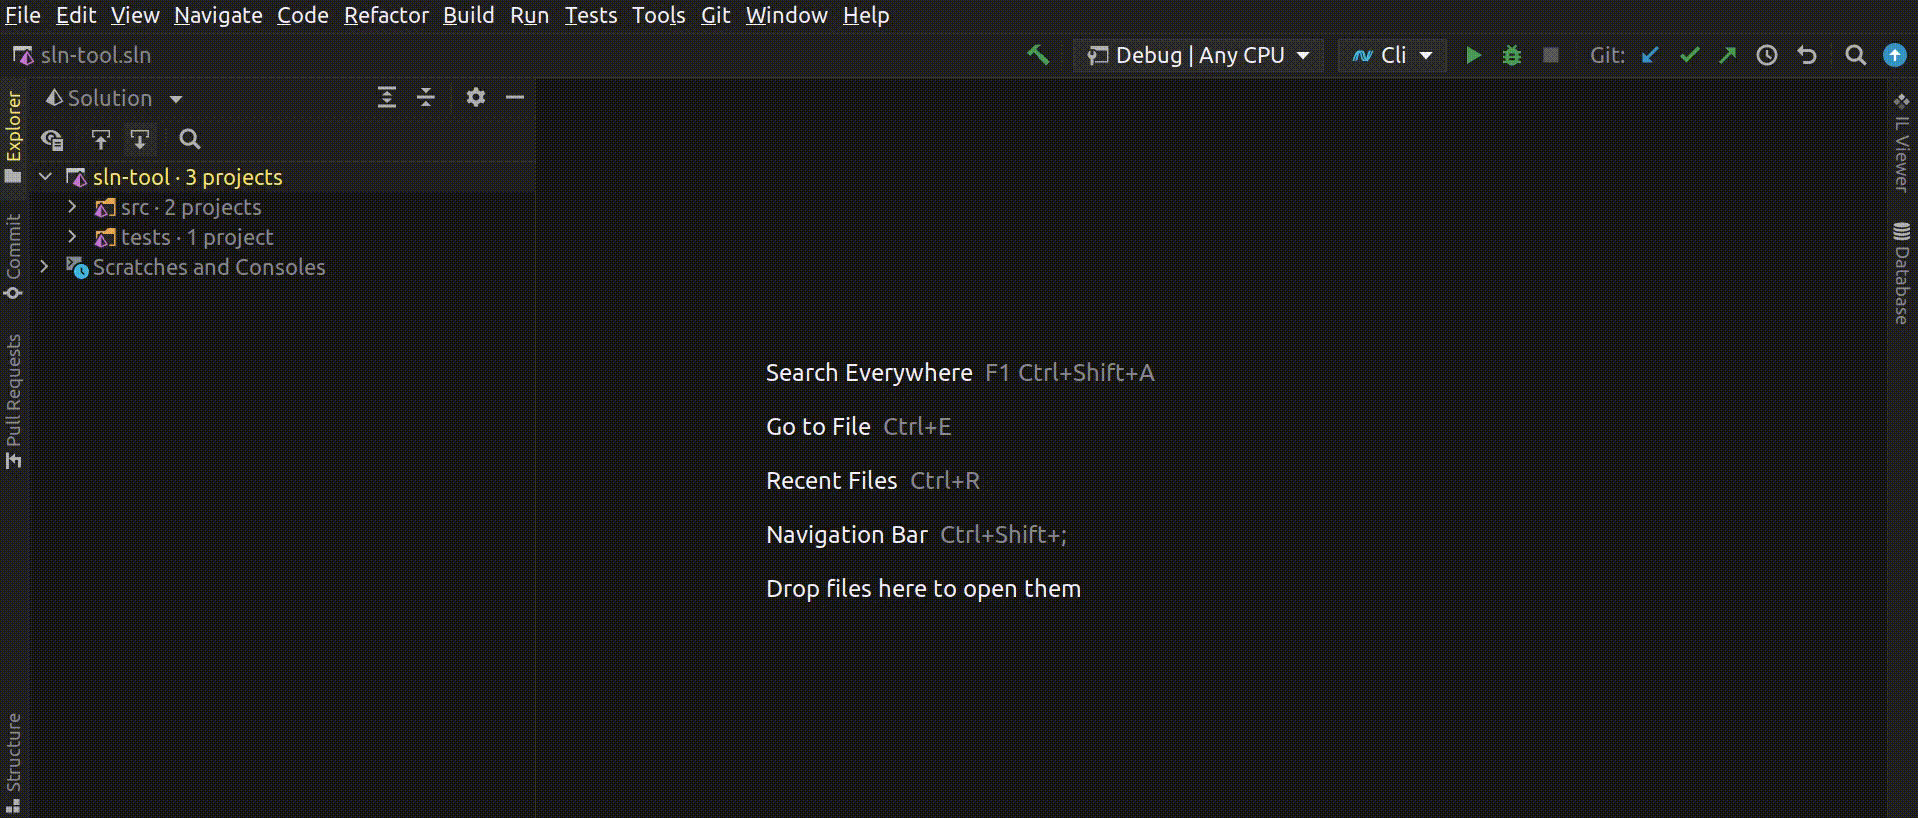 File Edit View Navigate Code Refactor Build Run Tests Tools Git Window Help
sln-tool.sln
Debug | Any CPU
Cli
Git:
Explorer
Commit
Pull Requests
Structure
Solution
sln-tool · 3 projects
src · 2 projects
tests · 1 project
Scratches and Consoles
Search Everywhere F1 Ctrl+Shift+A
Go to File Ctrl+E
Recent Files Ctrl+R
Navigation Bar Ctrl+Shift+;
Drop files here to open them
IL Viewer
Database